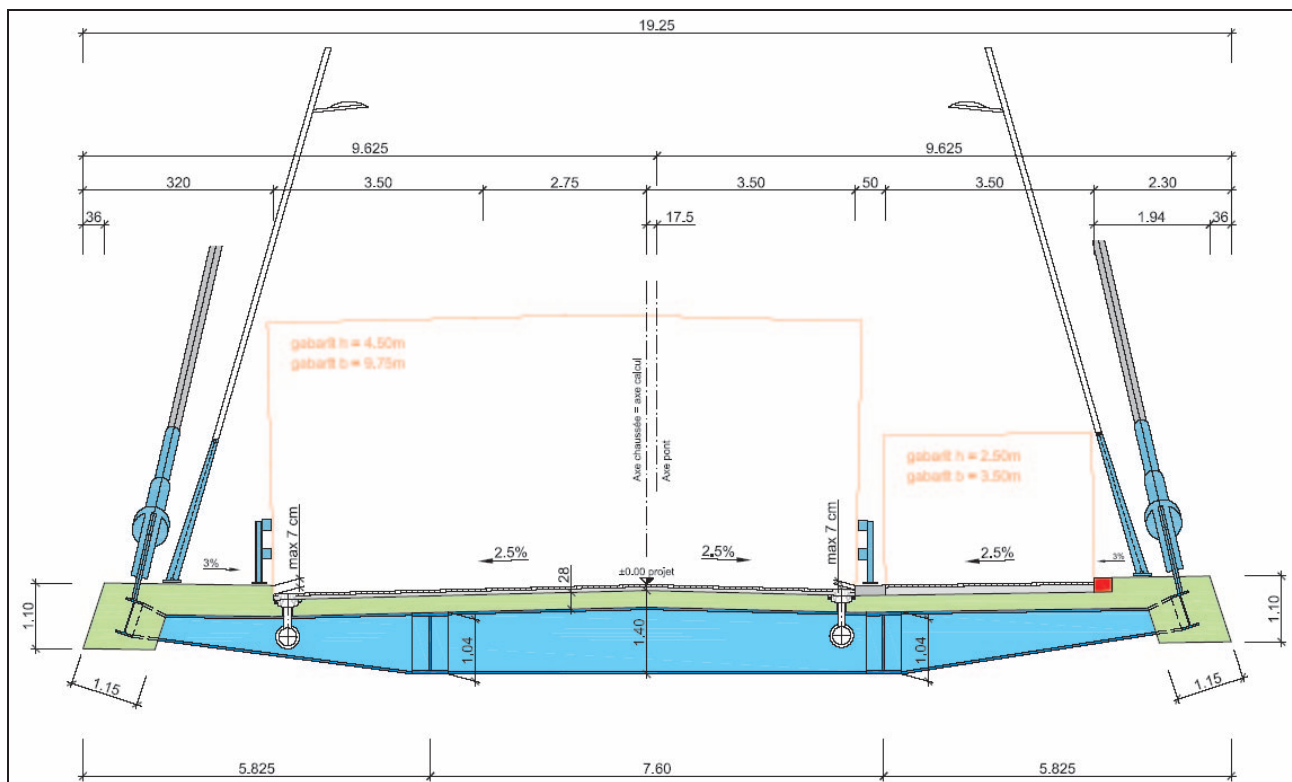 19.25
9.625 9.625
320 3.50 2.75 3.50 50 3.50 2.30
36 17.5 1.94 36
gabarit h = 4.50m
gabarit b = 9.75m
Axe chaussée = axe calcul
Axe pont
gabarit h = 2.50m
gabarit b = 3.50m
max 7 cm
max 7 cm
3% 2.5% 2.5% 2.5% 3%
±0.00 projet
28
1.10 1.04 1.40 1.04 1.10
1.15 1.15
5.825 7.60 5.825